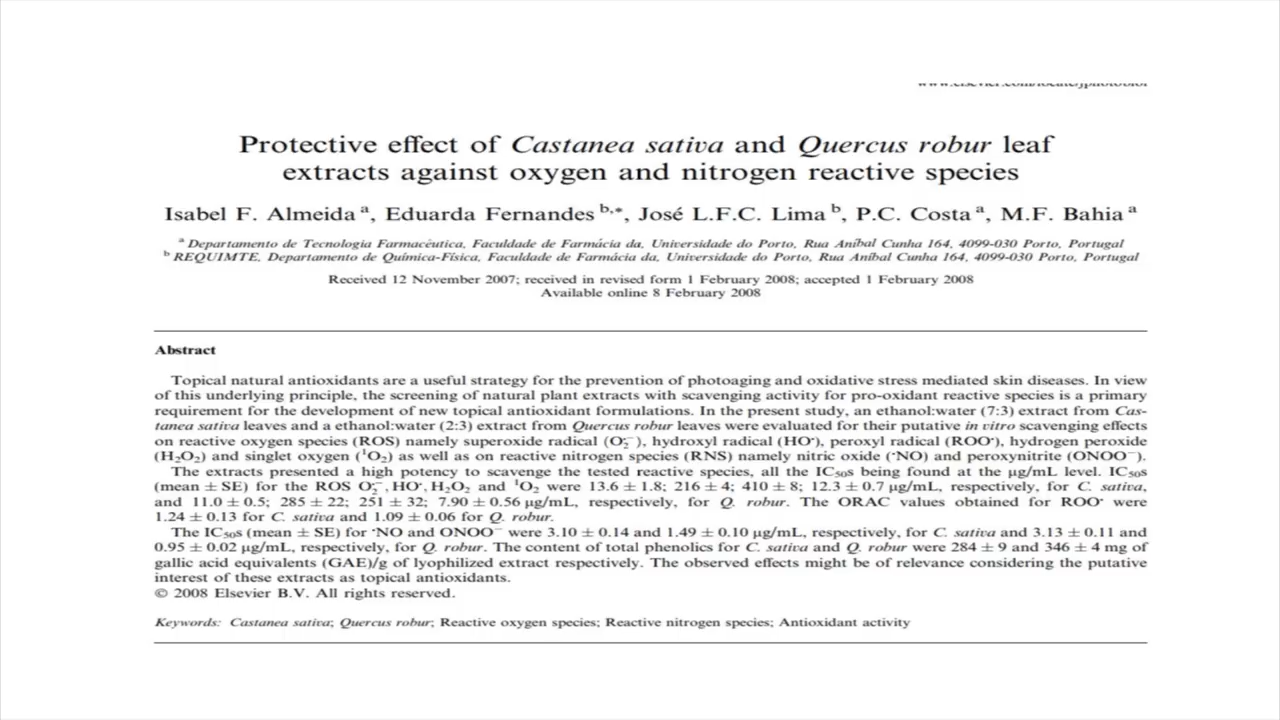 Protective effect of Castanea sativa and Quercus robur leaf
extracts against oxygen and nitrogen reactive species
Isabel F. Almeida a, Eduarda Fernandes b,*, José L.F.C. Lima b, P.C. Costa a, M.F. Bahia a
a Departamento de Tecnologia Farmacêutica, Faculdade de Farmácia da, Universidade do Porto, Rua Aníbal Cunha 164, 4099-030 Porto, Portugal
b REQUIMTE, Departamento de Química-Física, Faculdade de Farmácia da, Universidade do Porto, Rua Aníbal Cunha 164, 4099-030 Porto, Portugal
Received 12 November 2007; received in revised form 1 February 2008; accepted 1 February 2008
Available online 8 February 2008
Abstract
Topical natural antioxidants are a useful strategy for the prevention of photoaging and oxidative stress mediated skin diseases. In view
of this underlying principle, the screening of natural plant extracts with scavenging activity for pro-oxidant reactive species is a primary
requirement for the development of new topical antioxidant formulations. In the present study, an ethanol:water (7:3) extract from Cas-
tanea sativa leaves and a ethanol:water (2:3) extract from Quercus robur leaves were evaluated for their putative in vitro scavenging effects
on reactive oxygen species (ROS) namely superoxide radical (O₂•⁻), hydroxyl radical (HO•), peroxyl radical (ROO•), hydrogen peroxide
(H₂O₂) and singlet oxygen (¹O₂) as well as on reactive nitrogen species (RNS) namely nitric oxide (•NO) and peroxynitrite (ONOO⁻).
The extracts presented a high potency to scavenge the tested reactive species, all the IC₅₀s being found at the μg/mL level. IC₅₀s
(mean ± SE) for the ROS O₂•⁻, HO•, H₂O₂ and ¹O₂ were 13.6 ± 1.8; 216 ± 4; 410 ± 8; 12.3 ± 0.7 μg/mL, respectively, for C. sativa,
and 11.0 ± 0.5; 285 ± 22; 251 ± 32; 7.90 ± 0.56 μg/mL, respectively, for Q. robur. The ORAC values obtained for ROO• were
1.24 ± 0.13 for C. sativa and 1.09 ± 0.06 for Q. robur.
The IC₅₀s (mean ± SE) for •NO and ONOO⁻ were 3.10 ± 0.14 and 1.49 ± 0.10 μg/mL, respectively, for C. sativa and 3.13 ± 0.11 and
0.95 ± 0.02 μg/mL, respectively, for Q. robur. The content of total phenolics for C. sativa and Q. robur were 284 ± 9 and 346 ± 4 mg of
gallic acid equivalents (GAE)/g of lyophilized extract respectively. The observed effects might be of relevance considering the putative
interest of these extracts as topical antioxidants.
© 2008 Elsevier B.V. All rights reserved.
Keywords: Castanea sativa; Quercus robur; Reactive oxygen species; Reactive nitrogen species; Antioxidant activity